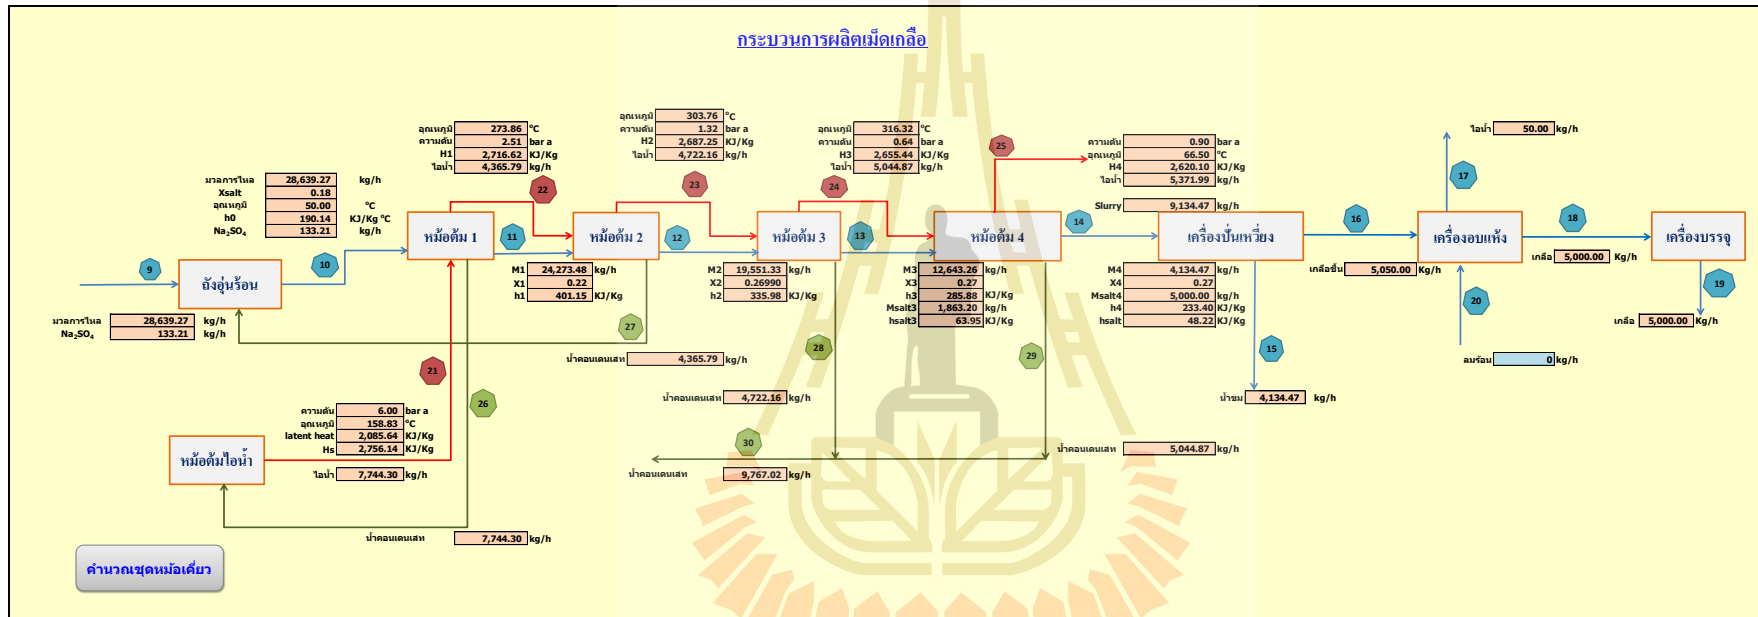 กระบวนการผลิตเม็ดเกลือ
อุณหภูมิ 273.86 °C
ความดัน 2.51 bar a
H1 2,716.62 KJ/Kg
ไอน้ำ 4,365.79 kg/h
อุณหภูมิ 303.76 °C
ความดัน 1.32 bar a
H2 2,687.25 KJ/Kg
ไอน้ำ 4,722.16 kg/h
อุณหภูมิ 316.32 °C
ความดัน 0.64 bar a
H3 2,655.44 KJ/Kg
ไอน้ำ 5,044.87 kg/h
ความดัน 0.90 bar a
อุณหภูมิ 66.50 °C
H4 2,620.10 KJ/Kg
ไอน้ำ 5,371.99 kg/h
Slurry 9,134.47 kg/h
ไอน้ำ 50.00 kg/h
มวลการไหล 28,639.27 kg/h
Xsalt 0.18
อุณหภูมิ 50.00 °C
h0 190.14 KJ/Kg °C
Na₂SO₄ 133.21 kg/h
22
23
24
25
17
9
10
11
12
13
14
16
18
ถังอุ่นร้อน
หม้อต้ม 1
หม้อต้ม 2
หม้อต้ม 3
หม้อต้ม 4
เครื่องปั่นเหวี่ยง
เครื่องอบแห้ง
เครื่องบรรจุ
มวลการไหล 28,639.27 kg/h
Na₂SO₄ 133.21 kg/h
M1 24,273.48 kg/h
X1 0.22
h1 401.15 KJ/Kg
M2 19,551.33 kg/h
X2 0.26990
h2 335.98 KJ/Kg
M3 12,643.26 kg/h
X3 0.27
h3 285.88 KJ/Kg
Msalt3 1,863.20 kg/h
hsalt3 63.95 KJ/Kg
M4 4,134.47 kg/h
X4 0.27
Msalt4 5,000.00 kg/h
h4 233.40 KJ/Kg
hsalt 48.22 KJ/Kg
เกลือชื้น 5,050.00 Kg/h
เกลือ 5,000.00 Kg/h
19
20
เกลือ 5,000.00 Kg/h
27
28
29
15
21
26
น้ำคอนเดนเสท 4,365.79 kg/h
ลมร้อน 0 kg/h
น้ำคอนเดนเสท 4,722.16 kg/h
น้ำขม 4,134.47 kg/h
ความดัน 6.00 bar a
อุณหภูมิ 158.83 °C
latent heat 2,085.64 KJ/Kg
Hs 2,756.14 KJ/Kg
หม้อต้มไอน้ำ
ไอน้ำ 7,744.30 kg/h
30
น้ำคอนเดนเสท 5,044.87 kg/h
น้ำคอนเดนเสท 9,767.02 kg/h
น้ำคอนเดนเสท 7,744.30 kg/h
คำนวณชุดหม้อเคี่ยว